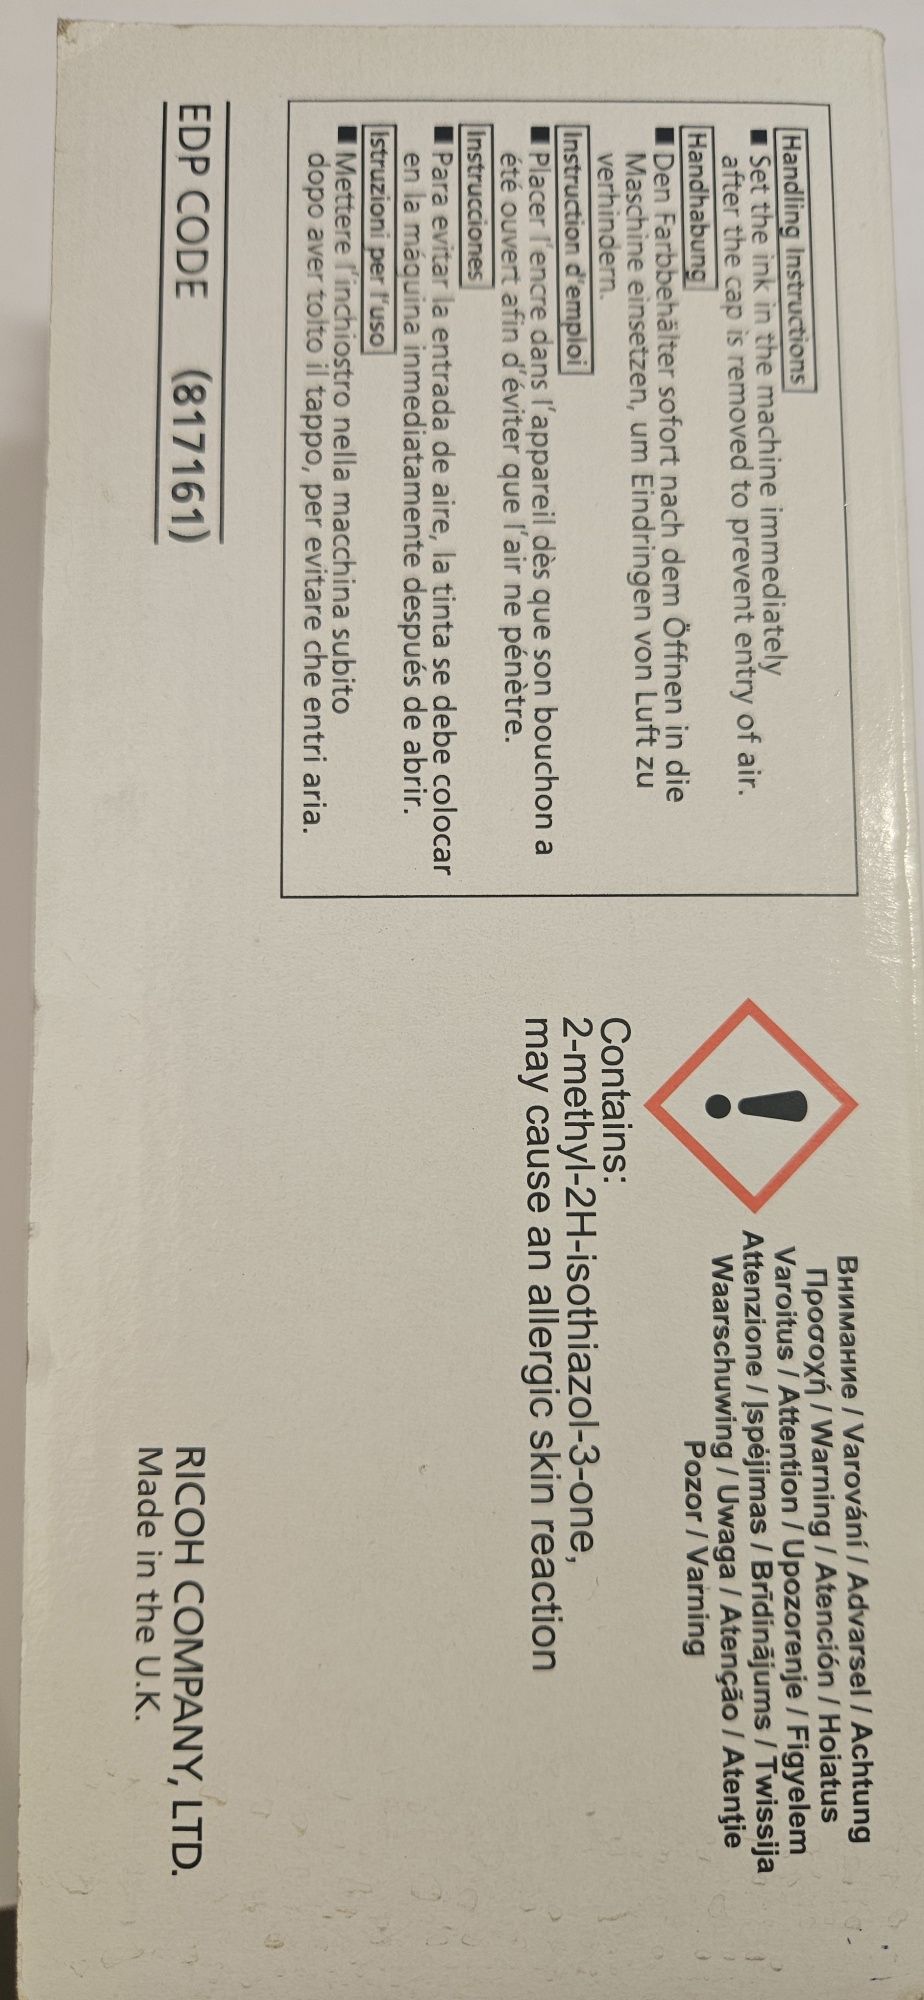 Handling Instructions
■ Set the ink in the machine immediately
after the cap is removed to prevent entry of air.
Handhabung
■ Den Farbbehälter sofort nach dem Öffnen in die
Maschine einsetzen, um Eindringen von Luft zu
verhindern.
Instruction d'emploi
■ Placer l'encre dans l'appareil dès que son bouchon a
été ouvert afin d'éviter que l'air ne pénètre.
Instrucciones
■ Para evitar la entrada de aire, la tinta se debe colocar
en la máquina inmediatamente después de abrir.
Istruzioni per l'uso
■ Mettere l'inchiostro nella macchina subito
dopo aver tolto il tappo, per evitare che entri aria.
EDP CODE (817161)
Внимание / Varování / Advarsel / Achtung
Προσοχή / Warning / Atención / Hoiatus
Varoitus / Attention / Upozorenje / Figyelem
Attenzione / Įspėjimas / Brīdinājums / Twissija
Waarschuwing / Uwaga / Atenção / Atenţie
Pozor / Varning
Contains:
2-methyl-2H-isothiazol-3-one,
may cause an allergic skin reaction
RICOH COMPANY, LTD.
Made in the U.K.